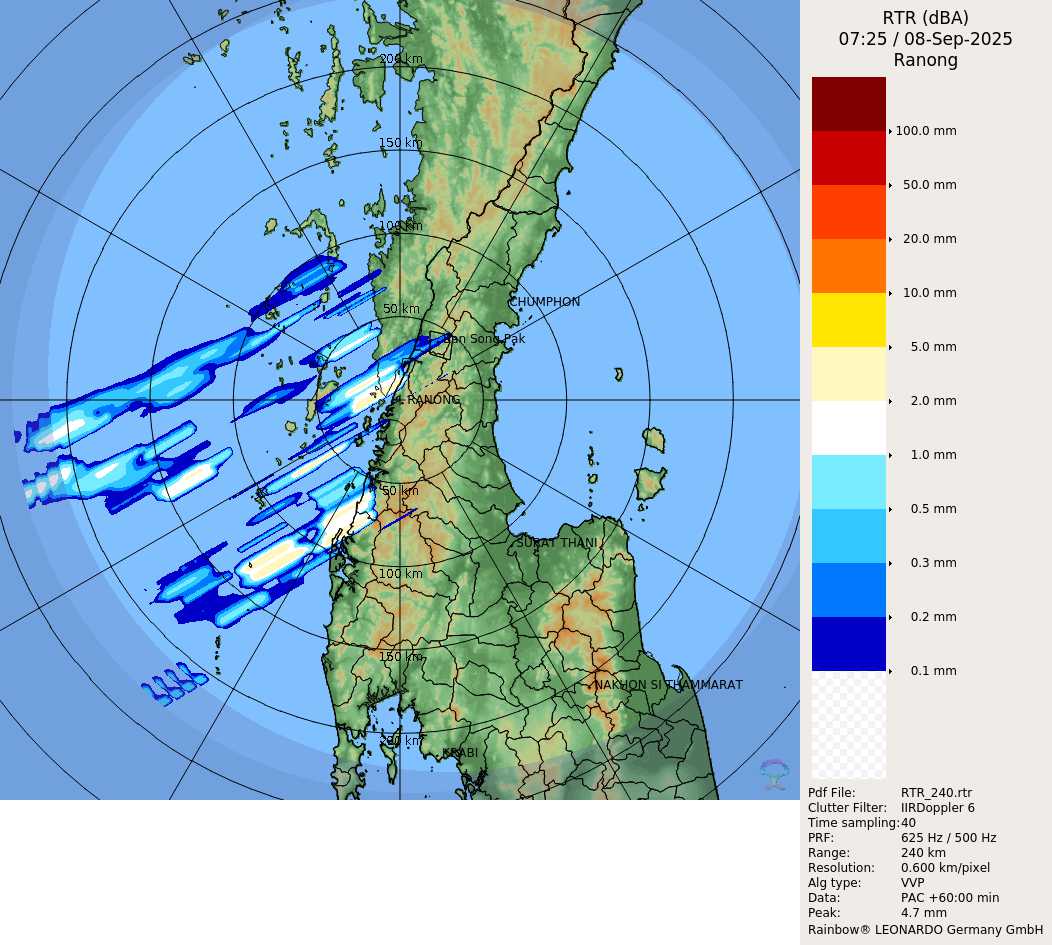 RTR (dBA)
07:25 / 08-Sep-2025
Ranong
200 km
150 km
100 km
50 km
CHUMPHON
Ban Song Pak
RANONG
50 km
SURAT THANI
100 km
150 km
NAKHON SI THAMMARAT
200 km
KRABI
100.0 mm
50.0 mm
20.0 mm
10.0 mm
5.0 mm
2.0 mm
1.0 mm
0.5 mm
0.3 mm
0.2 mm
0.1 mm
Pdf File: RTR_240.rtr
Clutter Filter: IIRDoppler 6
Time sampling:40
PRF: 625 Hz / 500 Hz
Range: 240 km
Resolution: 0.600 km/pixel
Alg type: VVP
Data: PAC +60:00 min
Peak: 4.7 mm
Rainbow® LEONARDO Germany GmbH